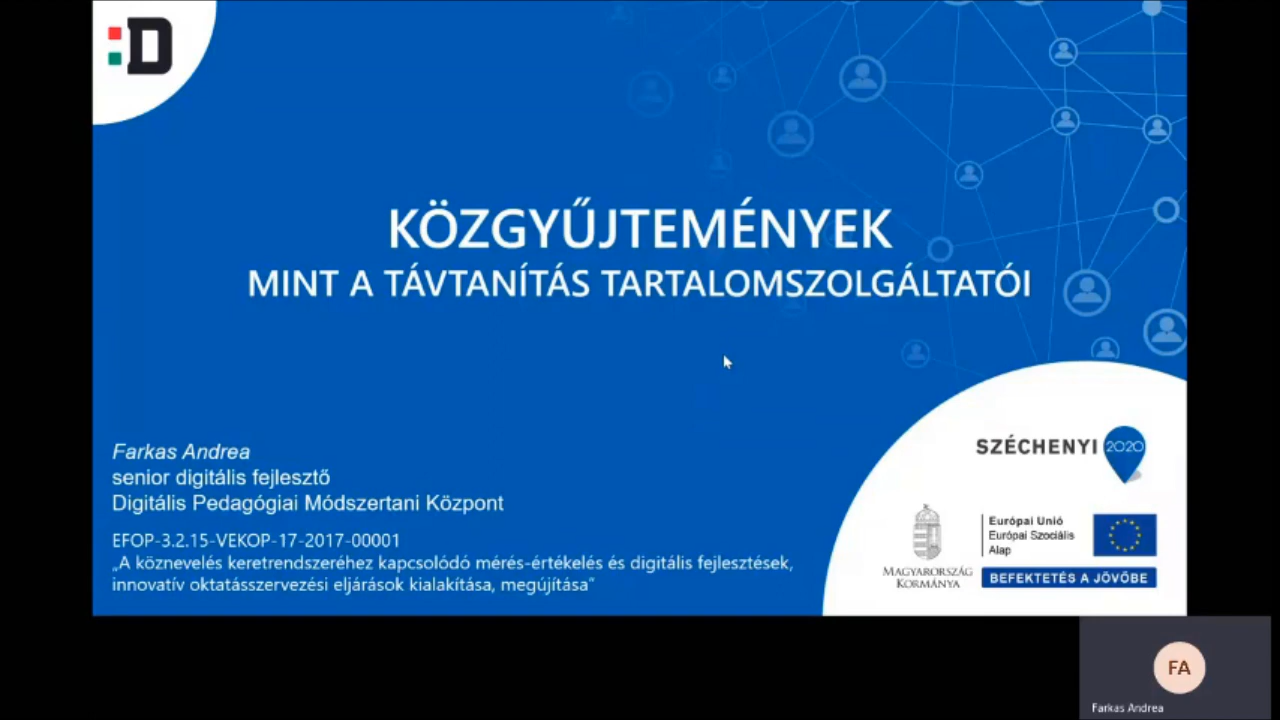 :D
KÖZGYŰJTEMÉNYEK
MINT A TÁVTANÍTÁS TARTALOMSZOLGÁLTATÓI
Farkas Andrea
senior digitális fejlesztő
Digitális Pedagógiai Módszertani Központ
EFOP-3.2.15-VEKOP-17-2017-00001
„A köznevelés keretrendszeréhez kapcsolódó mérés-értékelés és digitális fejlesztések,
innovatív oktatásszervezési eljárások kialakítása, megújítása”
SZÉCHENYI 2020
MAGYARORSZÁG
KORMÁNYA
Európai Unió
Európai Szociális
Alap
BEFEKTETÉS A JÖVŐBE
FA
Farkas Andrea